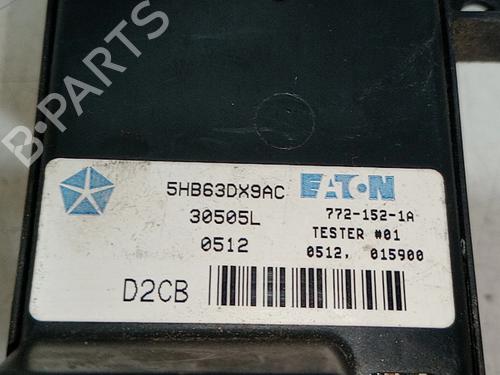 B-PARTS
5HB63DX9AC EATON
30505L 772-152-1A
0512 TESTER #01
0512, 015900
D2CB